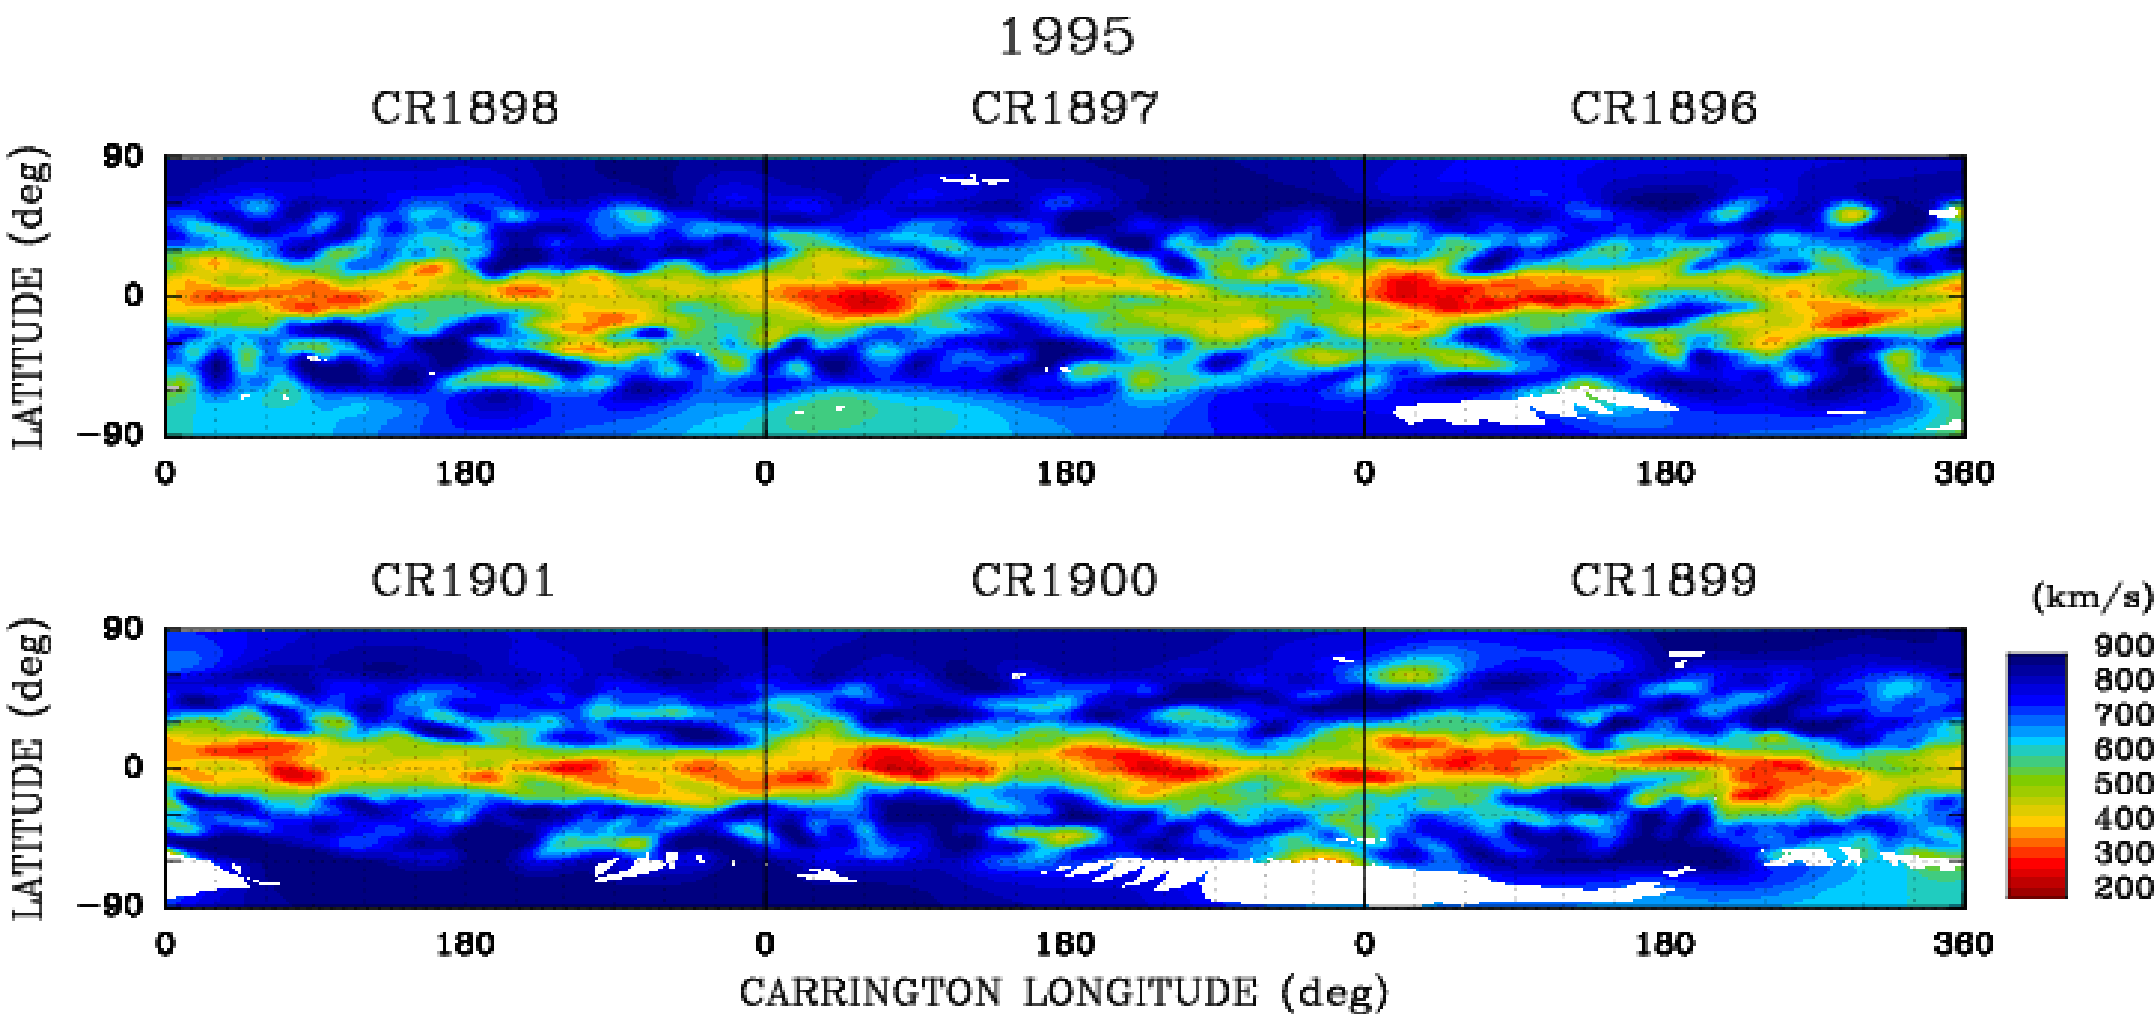 1995
CR1898 CR1897 CR1896
90
0
−90
LATITUDE (deg)
0 180 0 180 0 180 360
CR1901 CR1900 CR1899
(km/s)
90
0
−90
LATITUDE (deg)
900
800
700
600
500
400
300
200
0 180 0 180 0 180 360
CARRINGTON LONGITUDE (deg)